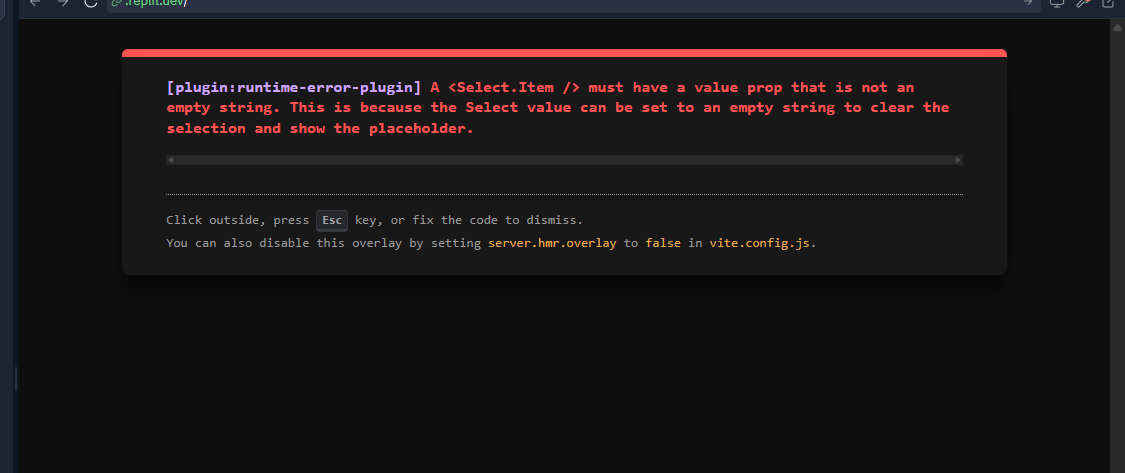 .replit.dev/
[plugin:runtime-error-plugin] A <Select.Item /> must have a value prop that is not an
empty string. This is because the Select value can be set to an empty string to clear the
selection and show the placeholder.
Click outside, press Esc key, or fix the code to dismiss.
You can also disable this overlay by setting server.hmr.overlay to false in vite.config.js.